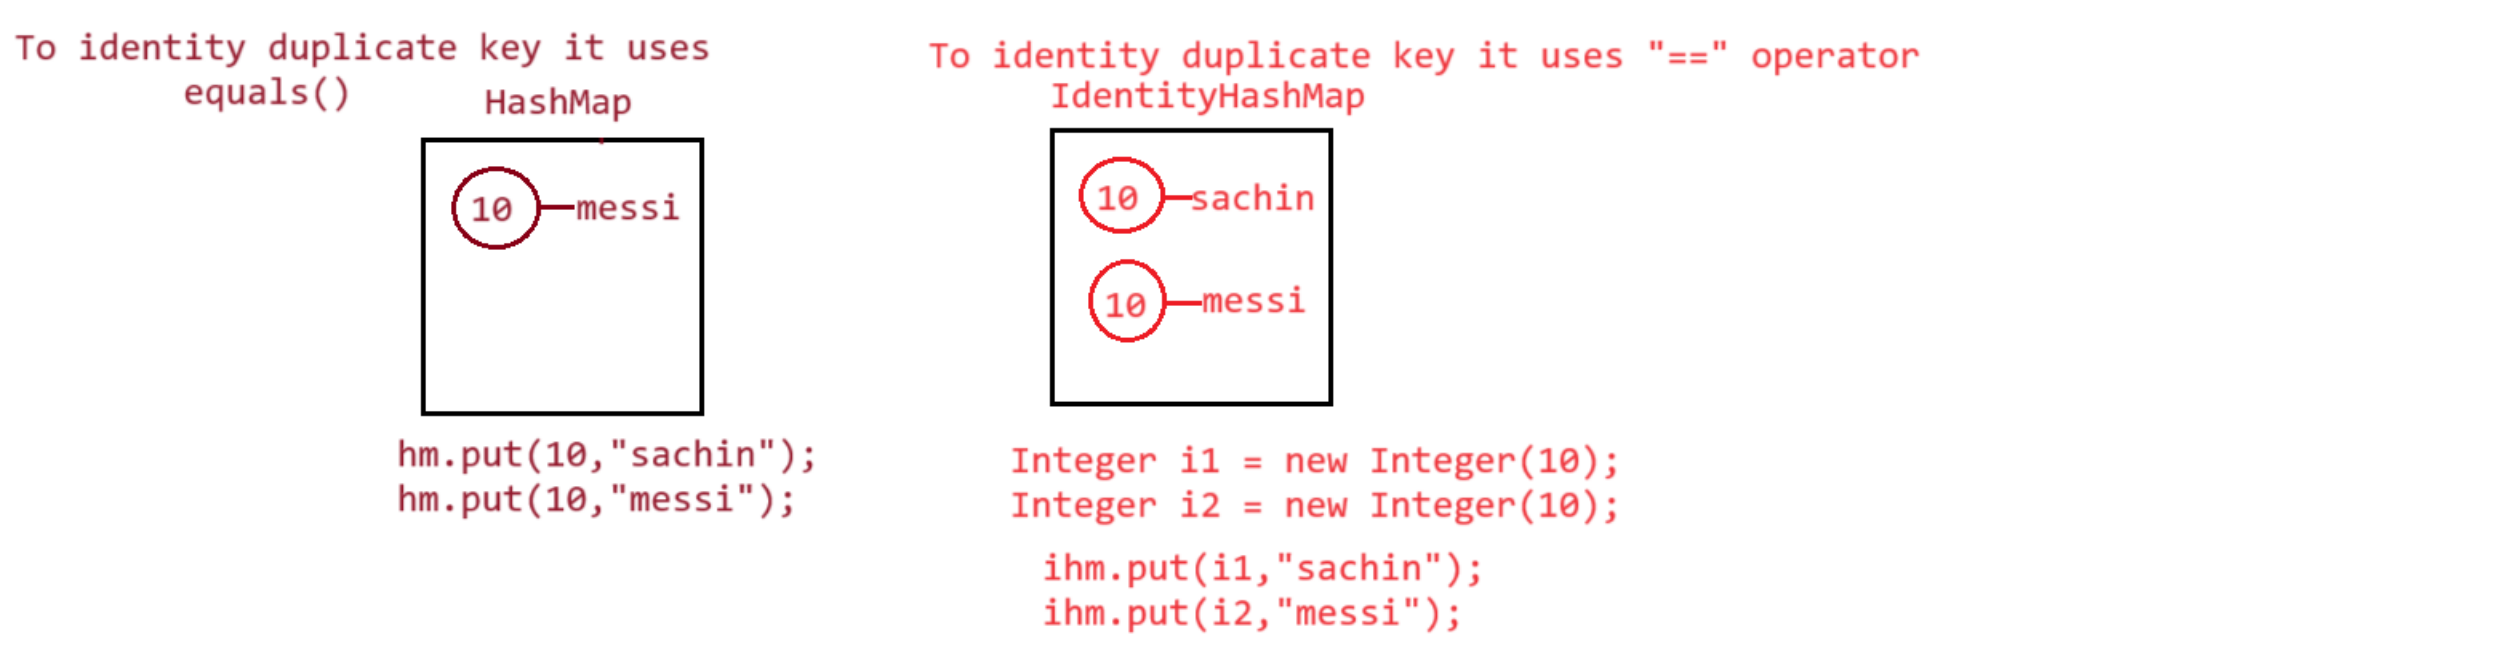 To identity duplicate key it uses
equals()
HashMap
10 messi
hm.put(10,"sachin");
hm.put(10,"messi");
To identity duplicate key it uses "==" operator
IdentityHashMap
10 sachin
10 messi
Integer i1 = new Integer(10);
Integer i2 = new Integer(10);
ihm.put(i1,"sachin");
ihm.put(i2,"messi");